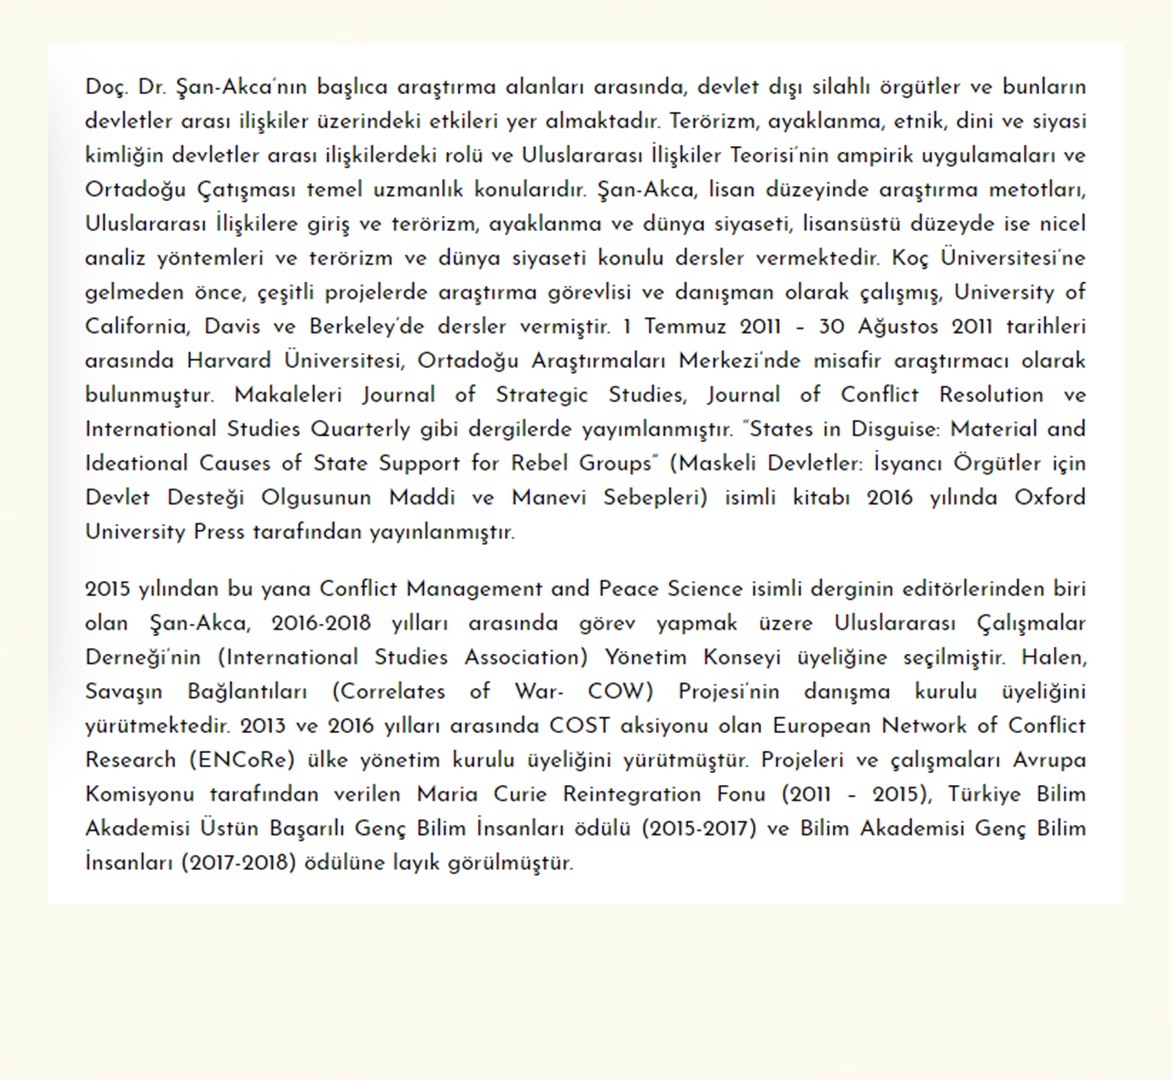 Doç. Dr. Şan-Akca'nın başlıca araştırma alanları arasında, devlet dışı silahlı örgütler ve bunların
devletler arası ilişkiler üzerindeki etkileri yer almaktadır. Terörizm, ayaklanma, etnik, dini ve siyasi
kimliğin devletler arası ilişkilerdeki rolü ve Uluslararası İlişkiler Teorisi'nin ampirik uygulamaları ve
Ortadoğu Çatışması temel uzmanlık konularıdır. Şan-Akca, lisan düzeyinde araştırma metotları,
Uluslararası İlişkilere giriş ve terörizm, ayaklanma ve dünya siyaseti, lisansüstü düzeyde ise nicel
analiz yöntemleri ve terörizm ve dünya siyaseti konulu dersler vermektedir. Koç Üniversitesi'ne
gelmeden önce, çeşitli projelerde araştırma görevlisi ve danışman olarak çalışmış, University of
California, Davis ve Berkeley'de dersler vermiştir. 1 Temmuz 2011 – 30 Ağustos 2011 tarihleri
arasında Harvard Üniversitesi, Ortadoğu Araştırmaları Merkezi'nde misafir araştırmacı olarak
bulunmuştur. Makaleleri Journal of Strategic Studies, Journal of Conflict Resolution ve
International Studies Quarterly gibi dergilerde yayımlanmıştır. "States in Disguise: Material and
Ideational Causes of State Support for Rebel Groups" (Maskeli Devletler: İsyancı Örgütler için
Devlet Desteği Olgusunun Maddi ve Manevi Sebepleri) isimli kitabı 2016 yılında Oxford
University Press tarafından yayınlanmıştır.
2015 yılından bu yana Conflict Management and Peace Science isimli derginin editörlerinden biri
olan Şan-Akca, 2016-2018 yılları arasında görev yapmak üzere Uluslararası Çalışmalar
Derneği'nin (International Studies Association) Yönetim Konseyi üyeliğine seçilmiştir. Halen,
Savaşın Bağlantıları (Correlates of War- COW) Projesi'nin danışma kurulu üyeliğini
yürütmektedir. 2013 ve 2016 yılları arasında COST aksiyonu olan European Network of Conflict
Research (ENCoRe) ülke yönetim kurulu üyeliğini yürütmüştür. Projeleri ve çalışmaları Avrupa
Komisyonu tarafından verilen Maria Curie Reintegration Fonu (2011 – 2015), Türkiye Bilim
Akademisi Üstün Başarılı Genç Bilim İnsanları ödülü (2015-2017) ve Bilim Akademisi Genç Bilim
İnsanları (2017-2018) ödülüne layık görülmüştür.